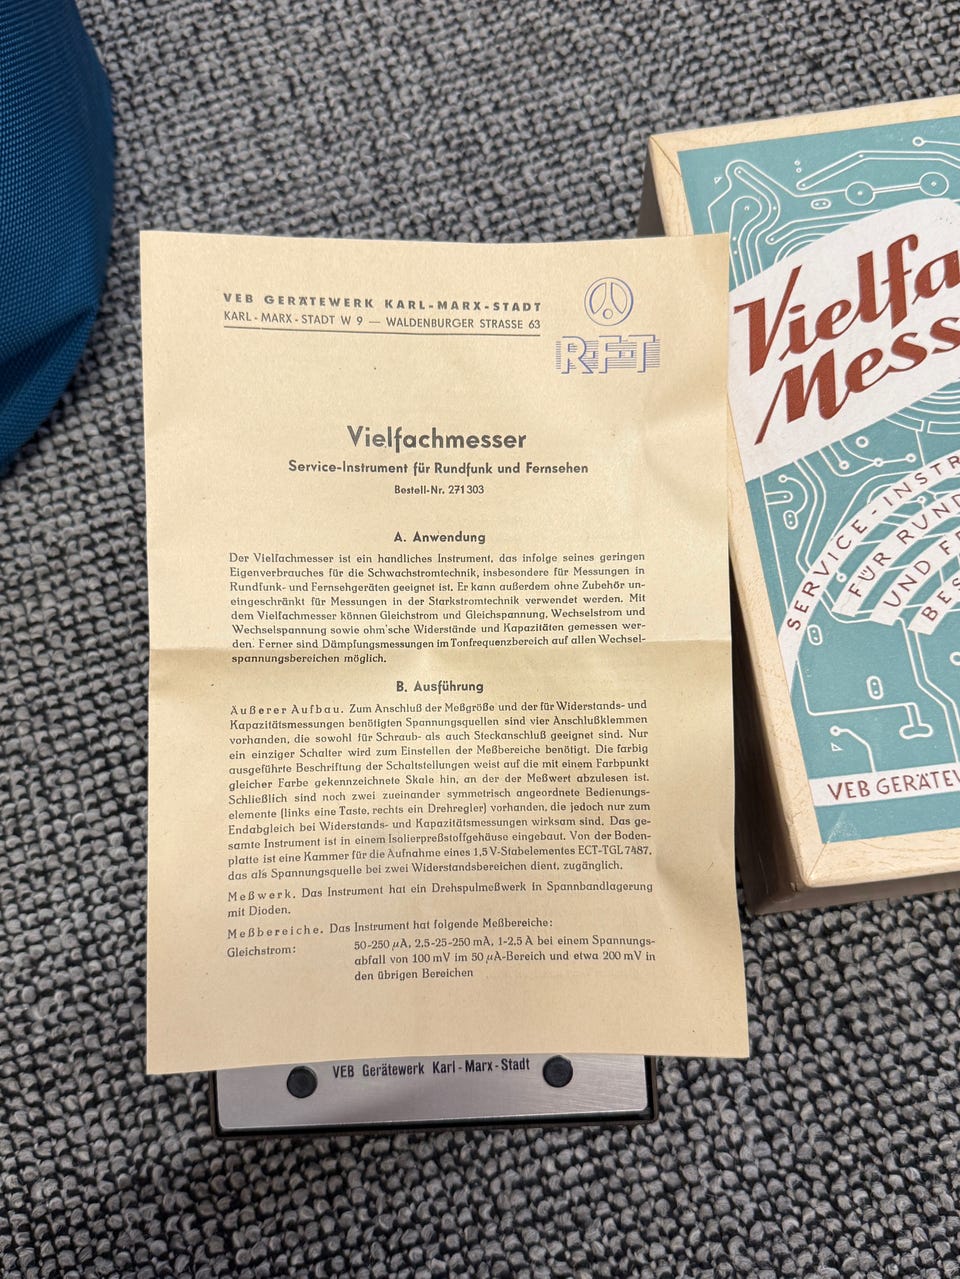 VEB GERÄTEWERK KARL-MARX-STADT
KARL-MARX-STADT W 9 — WALDENBURGER STRASSE 63
R·F·T
Vielfachmesser
Service-Instrument für Rundfunk und Fernsehen
Bestell-Nr. 271 303
A. Anwendung
Der Vielfachmesser ist ein handliches Instrument, das infolge seines geringen
Eigenverbrauches für die Schwachstromtechnik, insbesondere für Messungen in
Rundfunk- und Fernsehgeräten geeignet ist. Er kann außerdem ohne Zubehör un-
eingeschränkt für Messungen in der Starkstromtechnik verwendet werden. Mit
dem Vielfachmesser können Gleichstrom und Gleichspannung, Wechselstrom und
Wechselspannung sowie ohm'sche Widerstände und Kapazitäten gemessen wer-
den. Ferner sind Dämpfungsmessungen im Tonfrequenzbereich auf allen Wechsel-
spannungsbereichen möglich.
B. Ausführung
Äußerer Aufbau. Zum Anschluß der Meßgröße und der für Widerstands- und
Kapazitätsmessungen benötigten Spannungsquellen sind vier Anschlußklemmen
vorhanden, die sowohl für Schraub- als auch Steckanschluß geeignet sind. Nur
ein einziger Schalter wird zum Einstellen der Meßbereiche benötigt. Die farbig
ausgeführte Beschriftung der Schaltstellungen weist auf die mit einem Farbpunkt
gleicher Farbe gekennzeichnete Skale hin, an der der Meßwert abzulesen ist.
Schließlich sind noch zwei zueinander symmetrisch angeordnete Bedienungs-
elemente (links eine Taste, rechts ein Drehregler) vorhanden, die jedoch nur zum
Endabgleich bei Widerstands- und Kapazitätsmessungen wirksam sind. Das ge-
samte Instrument ist in einem Isolierpreßstoffgehäuse eingebaut. Von der Boden-
platte ist eine Kammer für die Aufnahme eines 1,5 V-Stabelementes ECT-TGL 7487,
das als Spannungsquelle bei zwei Widerstandsbereichen dient, zugänglich.
Meßwerk. Das Instrument hat ein Drehspulmeßwerk in Spannbandlagerung
mit Dioden.
Meßbereiche. Das Instrument hat folgende Meßbereiche:
Gleichstrom: 50-250 µA, 2,5-25-250 mA, 1-2,5 A bei einem Spannungs-
abfall von 100 mV im 50 µA-Bereich und etwa 200 mV in
den übrigen Bereichen
VEB Gerätewerk Karl-Marx-Stadt
Vielfa
Mess
SERVICE-INSTR
FÜR RUND
UND FE
BES
VEB GERÄTEW